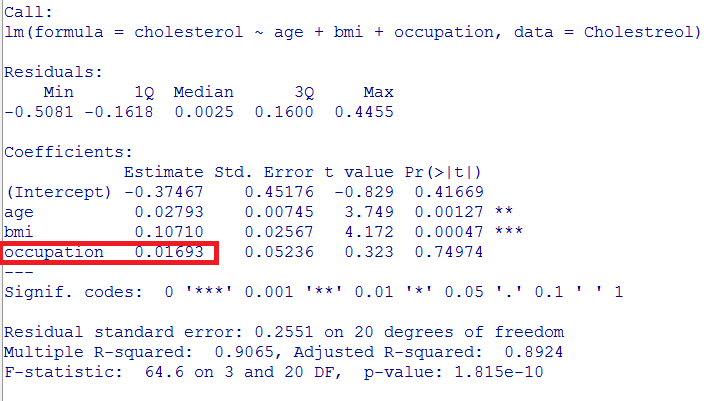 Call:
lm(formula = cholesterol ~ age + bmi + occupation, data = Cholestreol)
Residuals:
Min 1Q Median 3Q Max
-0.5081 -0.1618 0.0025 0.1600 0.4455
Coefficients:
Estimate Std. Error t value Pr(>|t|)
(Intercept) -0.37467 0.45176 -0.829 0.41669
age 0.02793 0.00745 3.749 0.00127 **
bmi 0.10710 0.02567 4.172 0.00047 ***
occupation 0.01693 0.05236 0.323 0.74974
---
Signif. codes: 0 '***' 0.001 '**' 0.01 '*' 0.05 '.' 0.1 ' ' 1
Residual standard error: 0.2551 on 20 degrees of freedom
Multiple R-squared: 0.9065, Adjusted R-squared: 0.8924
F-statistic: 64.6 on 3 and 20 DF, p-value: 1.815e-10